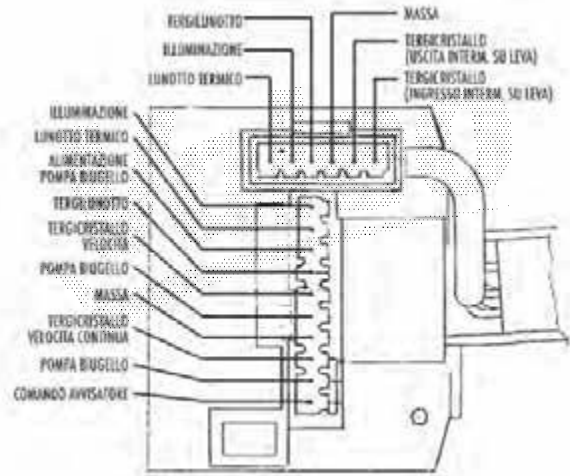 TERGILUNOTTO
MASSA
ILLUMINAZIONE
TERGICRISTALLO
(USCITA INTERM. SU LEVA)
LUNOTTO TERMICO
TERGICRISTALLO
(INGRESSO INTERM. SU LEVA)
ILLUMINAZIONE
LUNOTTO TERMICO
ALIMENTAZIONE
POMPA BIUGELLO
TERGILUNOTTO
TERGICRISTALLO
VELOCITA
POMPA BIUGELLO
MASSA
TERGICRISTALLO
VELOCITA CONTINUA
POMPA BIUGELLO
COMANDO AVVISATORE